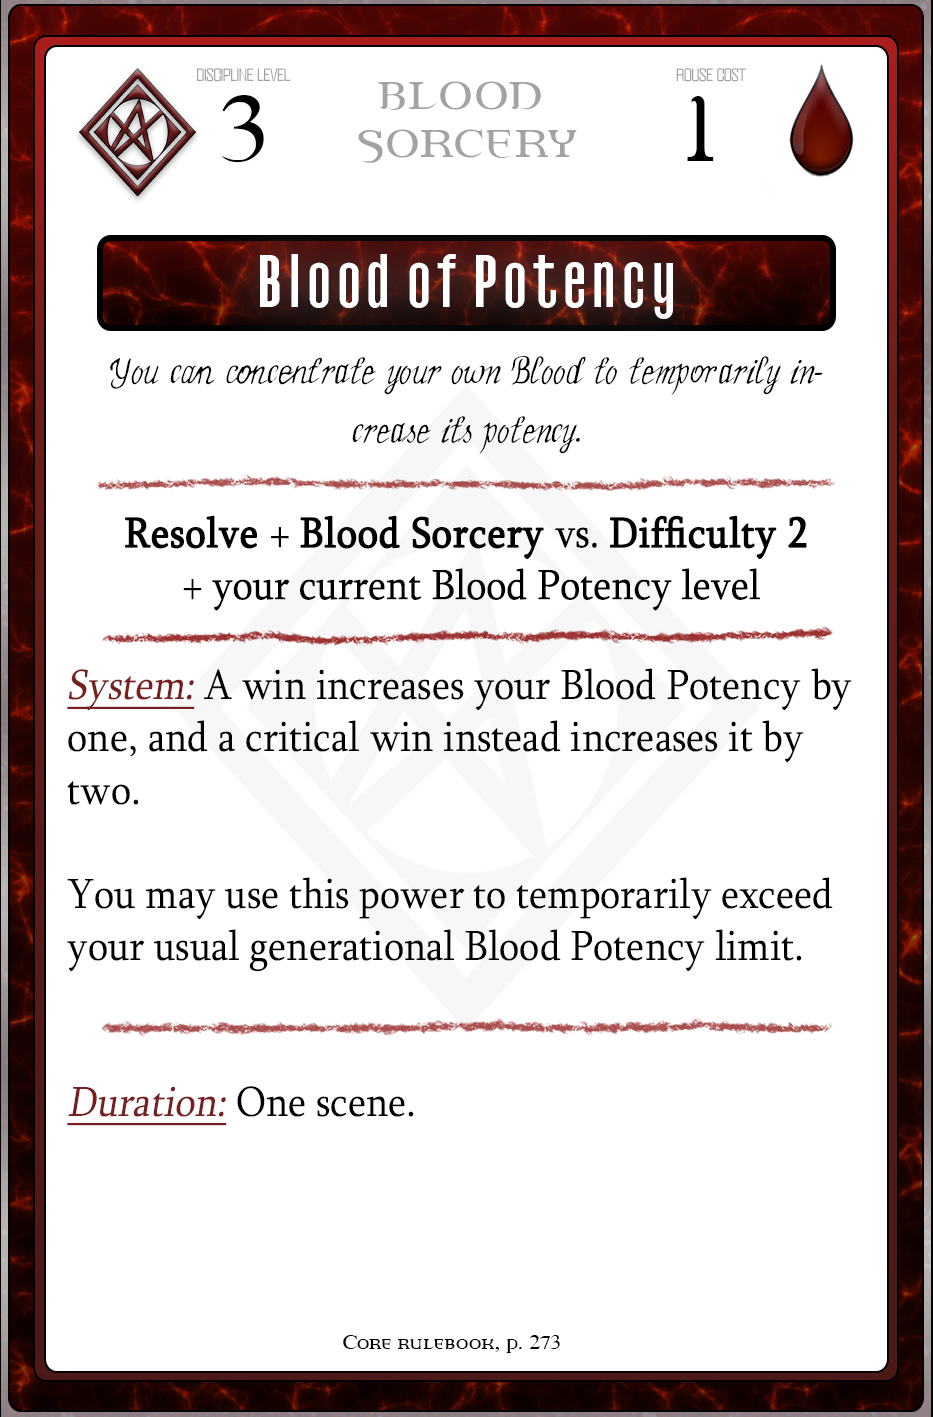 DISCIPLINE LEVEL
3
BLOOD
SORCERY
ROUSE COST
1
Blood of Potency
You can concentrate your own Blood to temporarily in-
crease its potency.
Resolve + Blood Sorcery vs. Difficulty 2
+ your current Blood Potency level
System: A win increases your Blood Potency by
one, and a critical win instead increases it by
two.
You may use this power to temporarily exceed
your usual generational Blood Potency limit.
Duration: One scene.
Core rulebook, p. 273